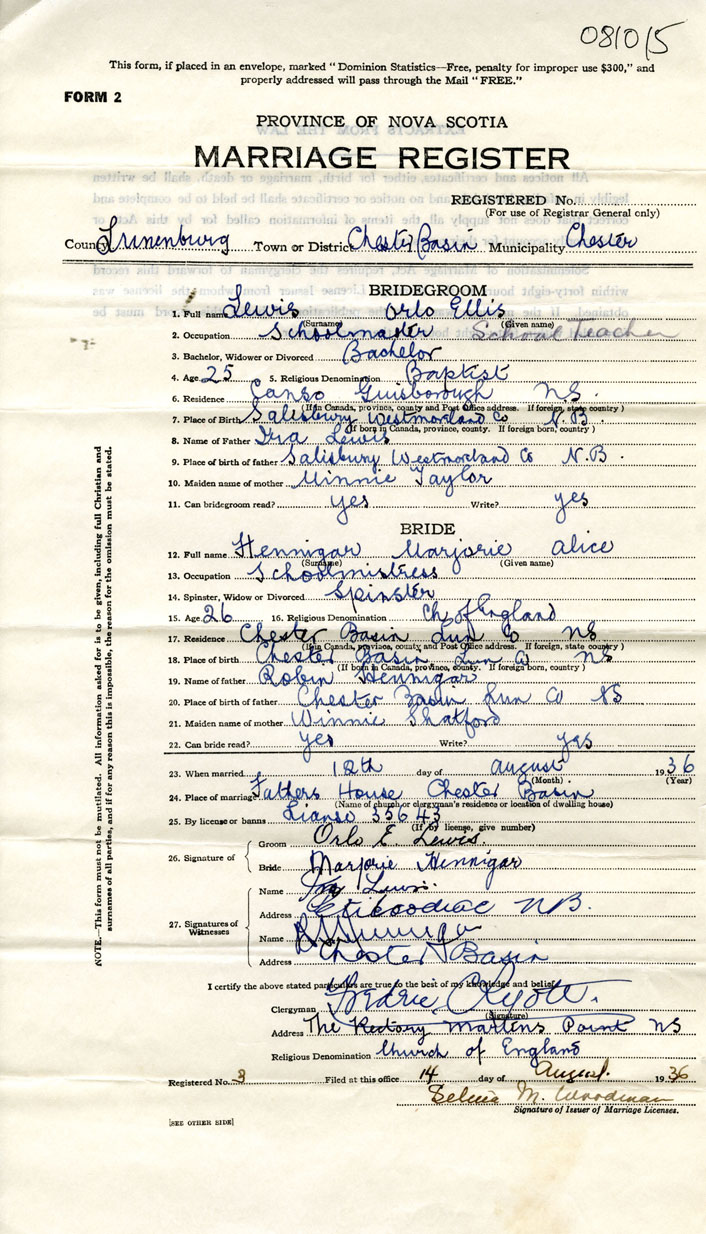 08015
This form, if placed in an envelope, marked "Dominion Statistics—Free, penalty for improper use $300," and
properly addressed will pass through the Mail "FREE."
FORM 2
PROVINCE OF NOVA SCOTIA
MARRIAGE REGISTER
REGISTERED No.
(For use of Registrar General only)
County Lunenburg Town or District Chester Basin Municipality Chester
BRIDEGROOM
1. Full name Lewis Orlo Ellis
(Surname) (Given name)
2. Occupation Schoolmaster School Teacher
3. Bachelor, Widower or Divorced Bachelor
4. Age 25 5. Religious Denomination Baptist
6. Residence Canso Guisborough NS.
(If in Canada, province, county and Post Office address. If foreign, state country)
7. Place of Birth Salesbury Westmorland Co N.B.
(If born in Canada, province, county. If foreign born, country)
8. Name of Father Ira Lewis
9. Place of birth of father Salisbury Westmorland Co N.B.
10. Maiden name of mother Minnie Taylor
11. Can bridegroom read? yes Write? yes
BRIDE
12. Full name Hennigar Marjorie Alice
(Surname) (Given name)
13. Occupation Schoolmistress
14. Spinster, Widow or Divorced Spinster
15. Age 26 16. Religious Denomination Ch of England
17. Residence Chester Basin Lun Co NS
(If in Canada, province, county and Post Office address. If foreign, state country)
18. Place of birth Chester Basin Lun Co NS
(If born in Canada, province, county. If foreign born, country)
19. Name of father Robin Hennigar
20. Place of birth of father Chester Basin Lun Co NS
21. Maiden name of mother Winnie Shatford
22. Can bride read? yes Write? yes
23. When married 12th day of August 1936
(Month) (Year)
24. Place of marriage Fathers House Chester Basin
(Name of church or clergyman's residence or location of dwelling house)
25. By license or banns 35643
(If by license, give number)
26. Signature of Groom Orlo E. Lewis.
Bride Marjorie Hennigar
27. Signatures of Witnesses
Name Lewis.
Address Petitcodiac NB.
Name
Address Chester Basin
I certify the above stated particulars are true to the best of my knowledge and belief.
Clergyman
(Signature)
Address The Rectory Martins Point NS
Religious Denomination Church of England
Registered No. 3 Filed at this office 14 day of August. 1936
M. Woodman
Signature of Issuer of Marriage Licenses.
[SEE OTHER SIDE]
NOTE.—This form must not be mutilated. All information asked for is to be given, including full Christian and
surnames of all parties, and if for any reason this is impossible, the reason for the omission must be stated.